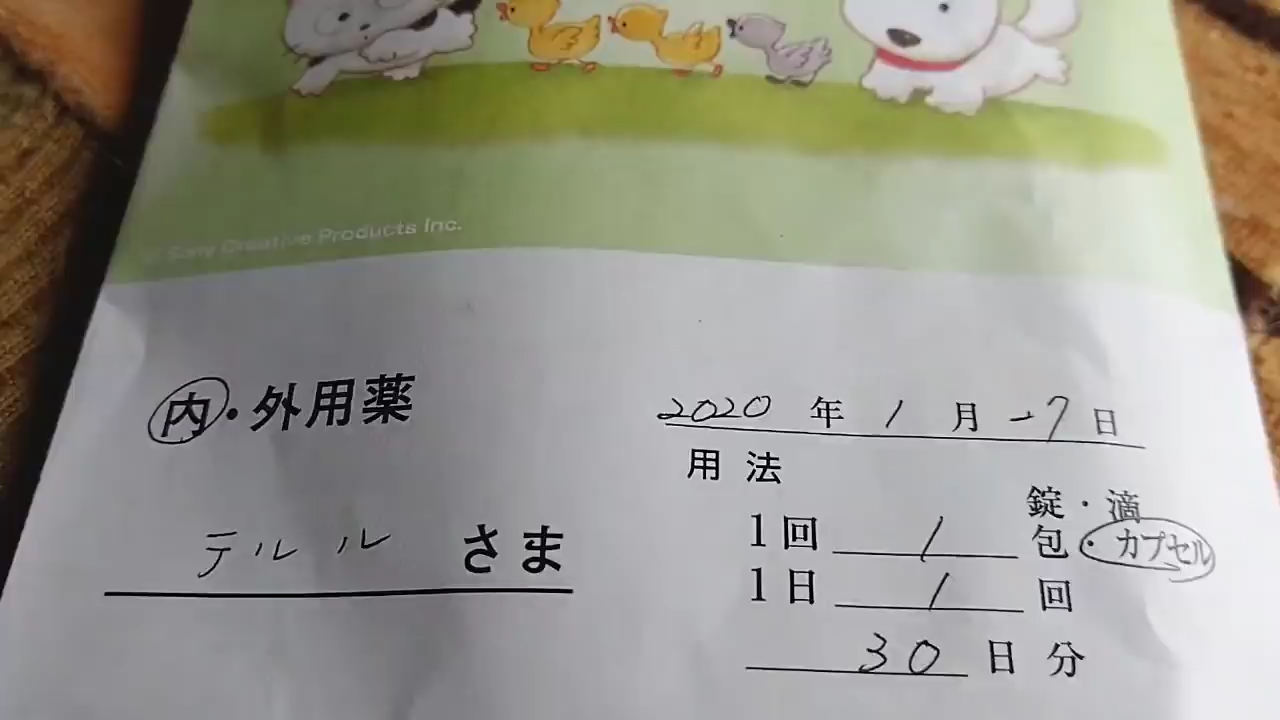 © Sony Creative Products Inc.
内・外用薬
テルル さま
2020 年 1 月 -7 日
用法
1回 1 錠・滴
包・カプセル
1日 1 回
30 日分